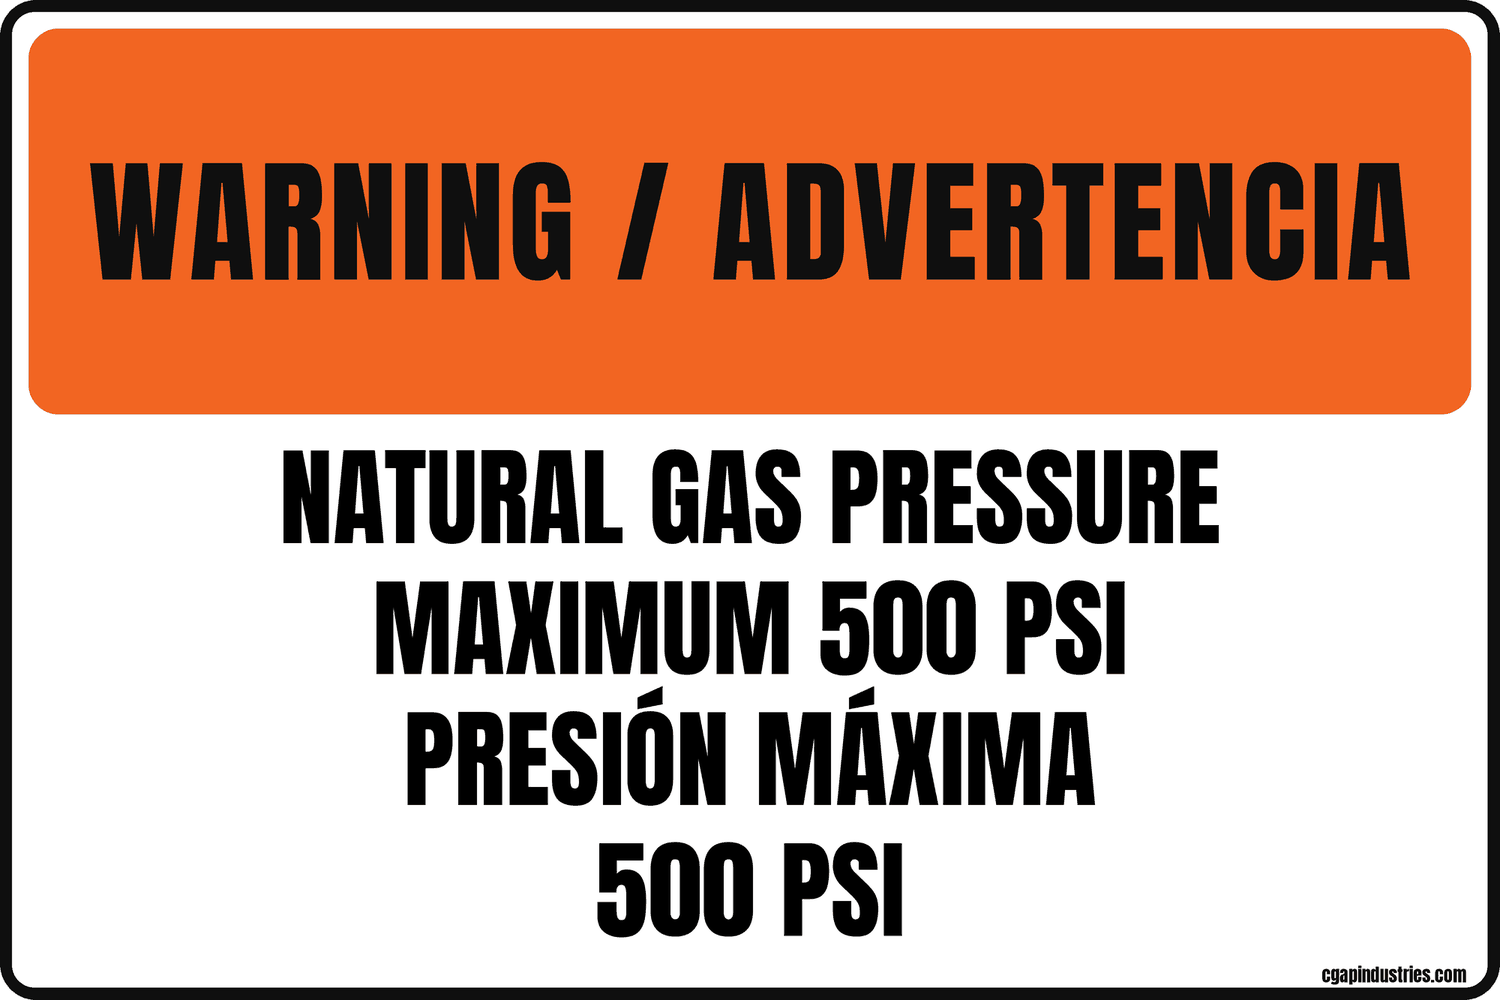 WARNING / ADVERTENCIA
NATURAL GAS PRESSURE
MAXIMUM 500 PSI
PRESIÓN MÁXIMA
500 PSI
cgapindustries.com